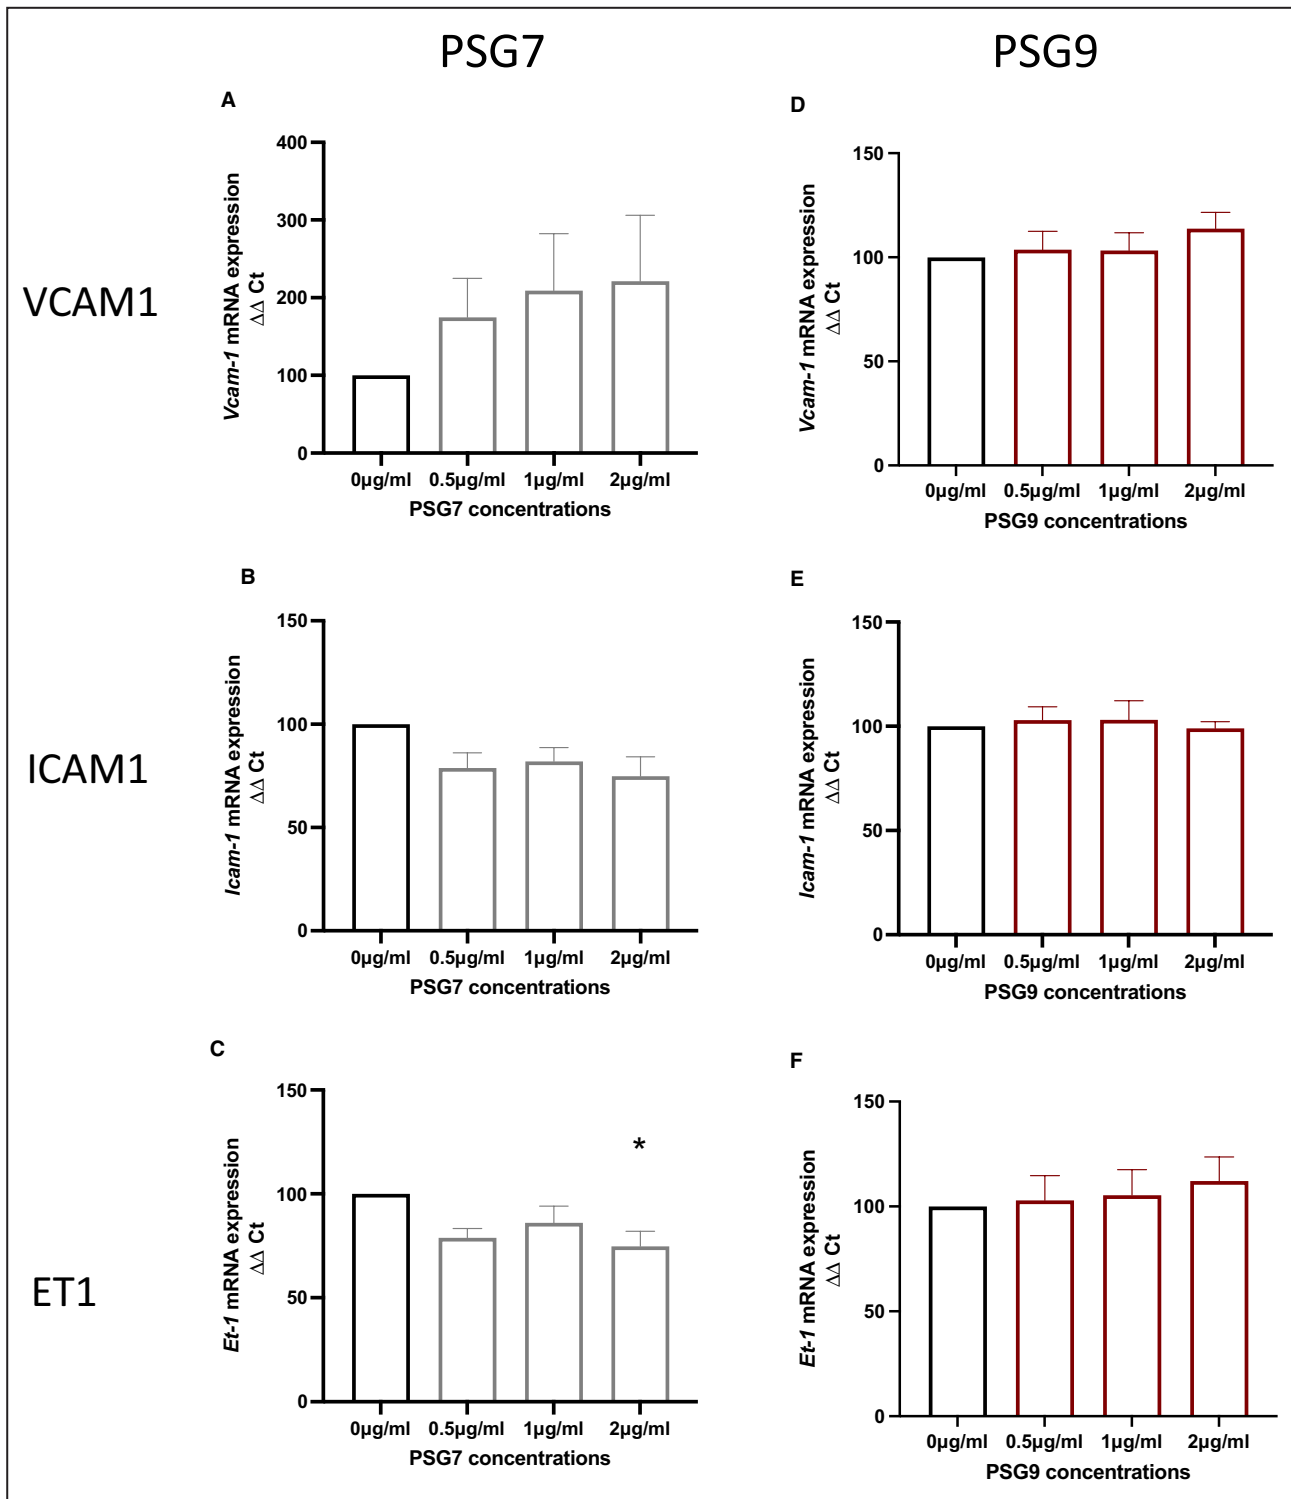 PSG7
PSG9
VCAM1
A
Vcam-1 mRNA expression
ΔΔ Ct
400
300
200
100
0
0µg/ml 0.5µg/ml 1µg/ml 2µg/ml
PSG7 concentrations
D
Vcam-1 mRNA expression
ΔΔ Ct
150
100
50
0
0µg/ml 0.5µg/ml 1µg/ml 2µg/ml
PSG9 concentrations
ICAM1
B
Icam-1 mRNA expression
ΔΔ Ct
150
100
50
0
0µg/ml 0.5µg/ml 1µg/ml 2µg/ml
PSG7 concentrations
E
Icam-1 mRNA expression
ΔΔ Ct
150
100
50
0
0µg/ml 0.5µg/ml 1µg/ml 2µg/ml
PSG9 concentrations
ET1
C
Et-1 mRNA expression
ΔΔ Ct
150
100
50
0
*
0µg/ml 0.5µg/ml 1µg/ml 2µg/ml
PSG7 concentrations
F
Et-1 mRNA expression
ΔΔ Ct
150
100
50
0
0µg/ml 0.5µg/ml 1µg/ml 2µg/ml
PSG9 concentrations